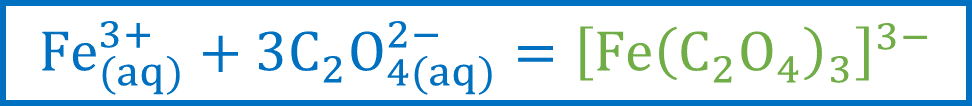 Fe³⁺(aq) + 3C₂O₄²⁻(aq) = [Fe(C₂O₄)₃]³⁻